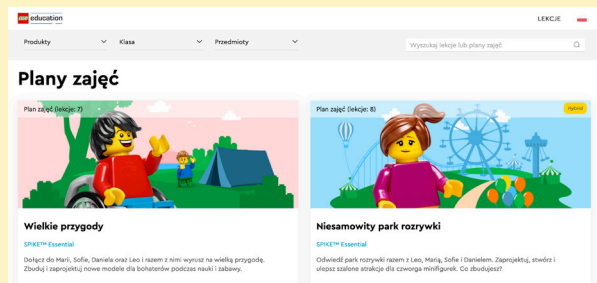 LEGO education
LEKCJE
Produkty
Klasa
Przedmioty
Wyszukaj lekcje lub plany zajęć
Plany zajęć
Plan zajęć (lekcje: 7)
Wielkie przygody
SPIKE™ Essential
Dołącz do Marii, Sofie, Daniela oraz Leo i razem z nimi wyrusz na wielką przygodę.
Zbuduj i zaprojektuj nowe modele dla bohaterów podczas nauki i zabawy.
Plan zajęć (lekcje: 8)
Hybrid
Niesamowity park rozrywki
SPIKE™ Essential
Odwiedź park rozrywki razem z Leo, Marią, Sofie i Danielem. Zaprojektuj, stwórz i
ulepsz szalone atrakcje dla czworga minifigurek. Co zbudujesz?